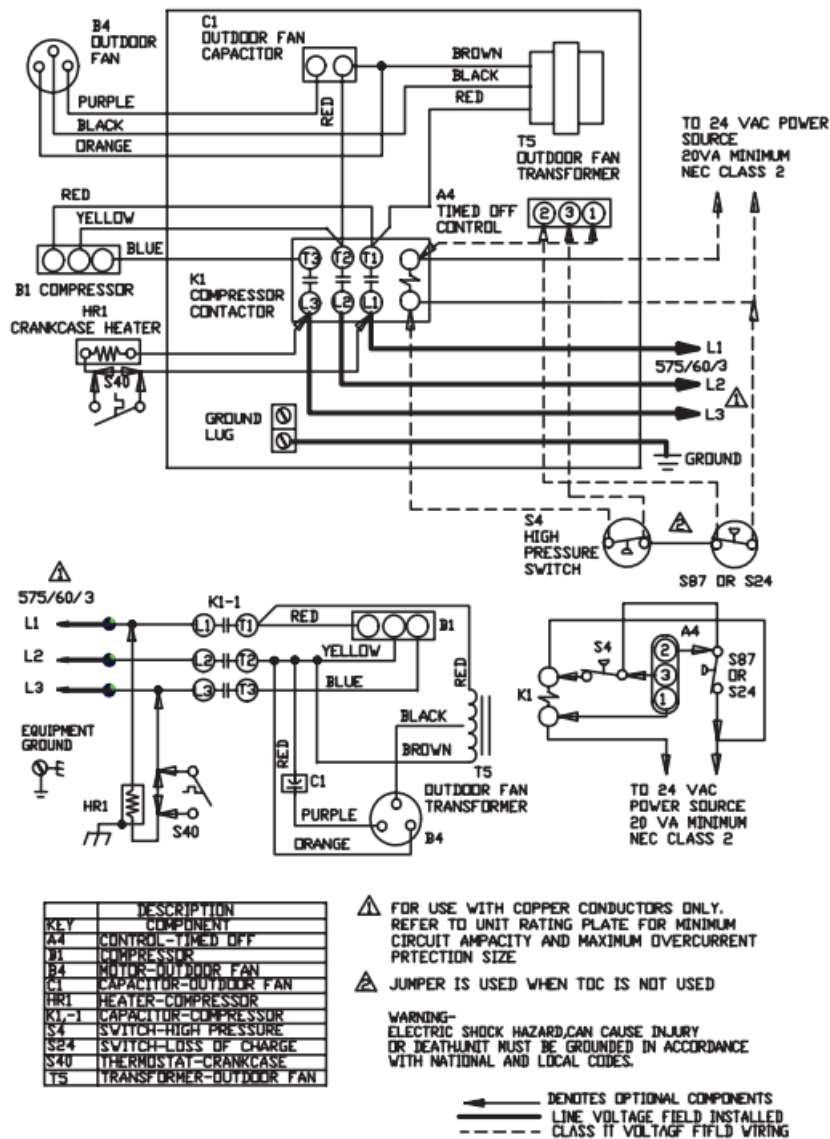 B4
OUTDOOR
FAN
C1
OUTDOOR FAN
CAPACITOR
BROWN
BLACK
RED
PURPLE
RED
BLACK
ORANGE
T5
OUTDOOR FAN
TRANSFORMER
TO 24 VAC POWER
SOURCE
20VA MINIMUM
NEC CLASS 2
RED
YELLOW
A4
TIMED OFF
CONTROL
2 3 1
BLUE
T3 T2 T1
B1 COMPRESSOR
K1
COMPRESSOR
CONTACTOR
L3 L2 L1
HR1
CRANKCASE HEATER
S40
L1
575/60/3
L2
1
L3
GROUND
LUG
GROUND
S4
HIGH
PRESSURE
SWITCH
2
S87 OR S24
1
575/60/3
K1-1
L1
L1 T1
RED
B1
L2
L2 T2
YELLOW
L3
L3 T3
BLUE
RED
BLACK
BROWN
EQUIPMENT
GROUND
RED
C1
T5
OUTDOOR FAN
TRANSFORMER
HR1
S40
PURPLE
ORANGE
B4
S4
A4
2
3
1
S87
OR
S24
K1
TO 24 VAC
POWER SOURCE
20 VA MINIMUM
NEC CLASS 2
DESCRIPTION
KEY COMPONENT
A4 CONTROL-TIMED OFF
B1 COMPRESSOR
B4 MOTOR-OUTDOOR FAN
C1 CAPACITOR-OUTDOOR FAN
HR1 HEATER-COMPRESSOR
K1,-1 CAPACITOR-COMPRESSOR
S4 SWITCH-HIGH PRESSURE
S24 SWITCH-LOSS OF CHARGE
S40 THERMOSTAT-CRANKCASE
T5 TRANSFORMER-OUTDOOR FAN
1 FOR USE WITH COPPER CONDUCTORS ONLY.
REFER TO UNIT RATING PLATE FOR MINIMUM
CIRCUIT AMPACITY AND MAXIMUM OVERCURRENT
PRTECTION SIZE
2 JUMPER IS USED WHEN TOC IS NOT USED
WARNING-
ELECTRIC SHOCK HAZARD,CAN CAUSE INJURY
OR DEATH.UNIT MUST BE GROUNDED IN ACCORDANCE
WITH NATIONAL AND LOCAL CODES.
DENOTES OPTIONAL COMPONENTS
LINE VOLTAGE FIELD INSTALLED
CLASS II VOLTAGE FIELD WIRING